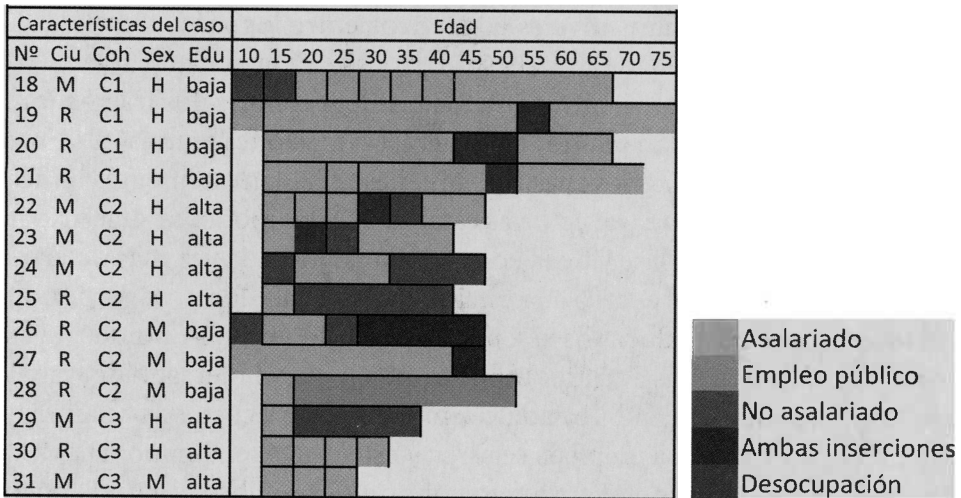 Características del caso Edad
Nº Ciu Coh Sex Edu 10 15 20 25 30 35 40 45 50 55 60 65 70 75
18 M C1 H baja
19 R C1 H baja
20 R C1 H baja
21 R C1 H baja
22 M C2 H alta
23 M C2 H alta
24 M C2 H alta
25 R C2 H alta
26 R C2 M baja
27 R C2 M baja
28 R C2 M baja
29 M C3 H alta
30 R C3 H alta
31 M C3 M alta
Asalariado
Empleo público
No asalariado
Ambas inserciones
Desocupación